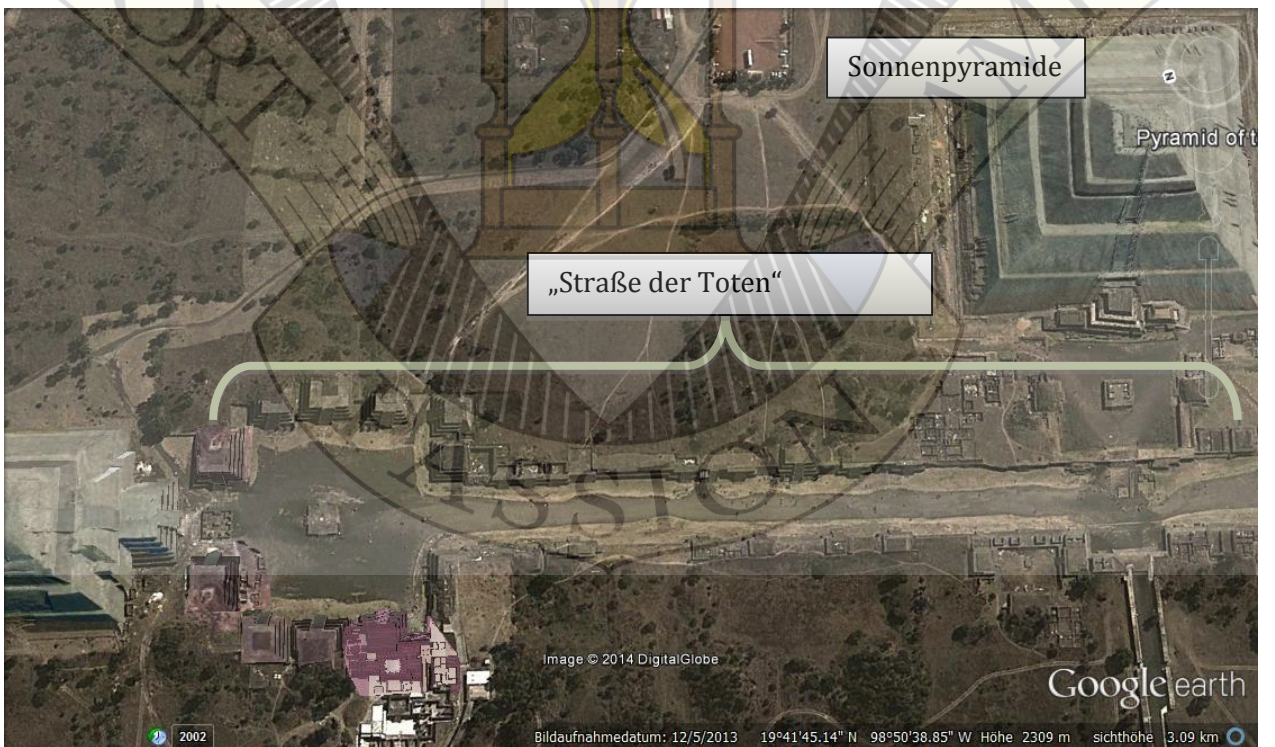 Sonnenpyramide
N
Pyramid of t
„Straße der Toten“
ASSION
Image © 2014 DigitalGlobe
Google earth
2002
Bildaufnahmedatum: 12/5/2013 19°41'45.14" N 98°50'38.85" W Höhe 2309 m sichthöhe 3.09 km